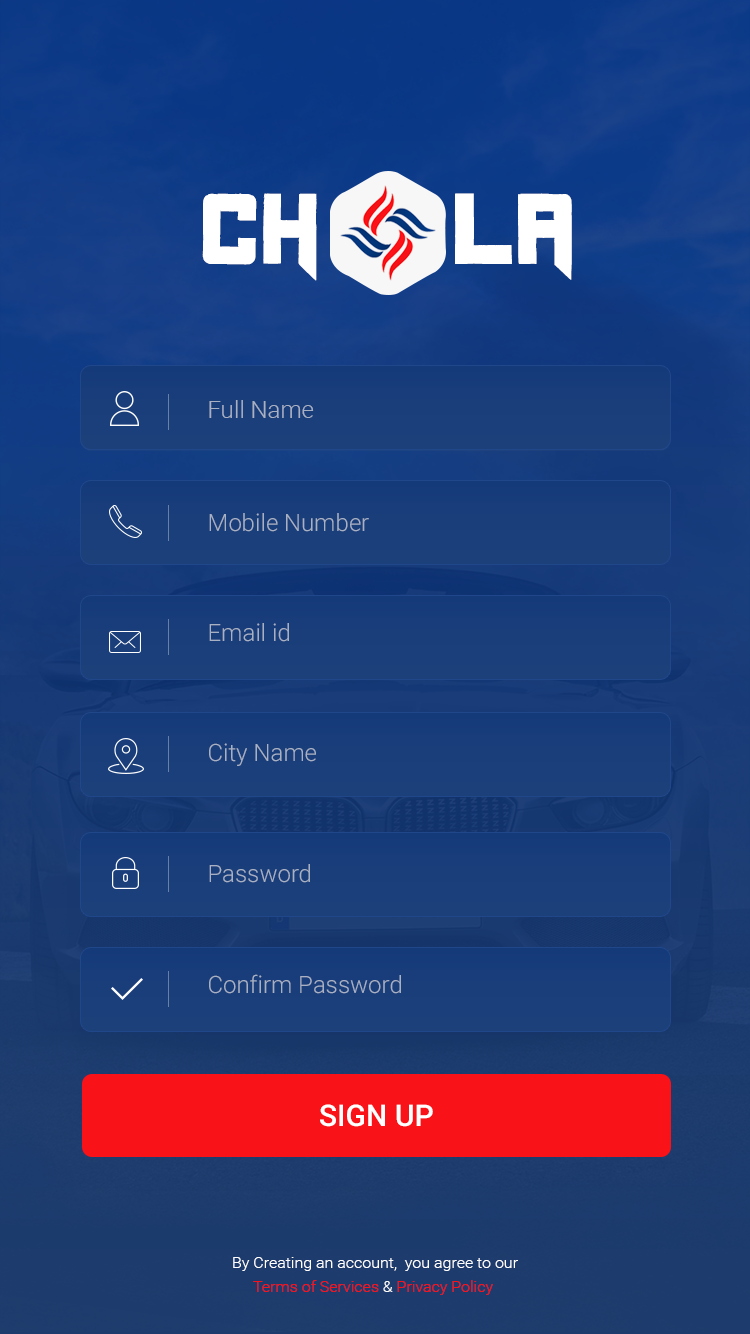 CHOLA
Full Name
Mobile Number
Email id
City Name
Password
Confirm Password
SIGN UP
By Creating an account, you agree to our
Terms of Services & Privacy Policy